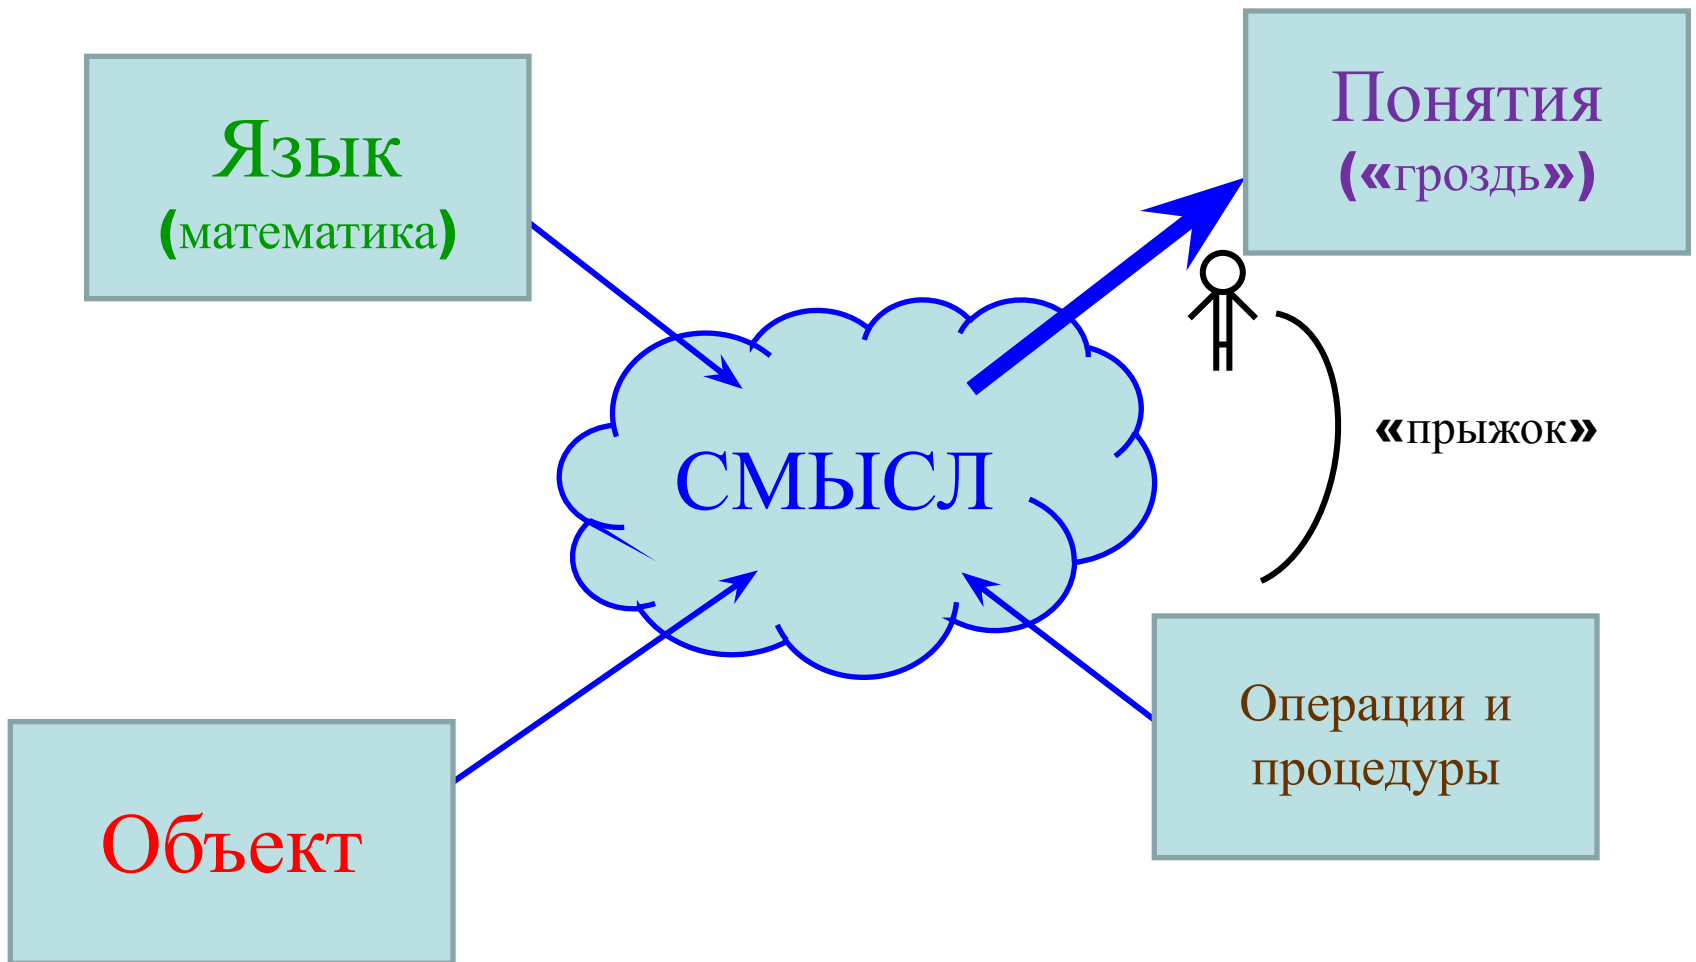 Язык
(математика)
Понятия
(«гроздь»)
СМЫСЛ
«прыжок»
Объект
Операции и
процедуры